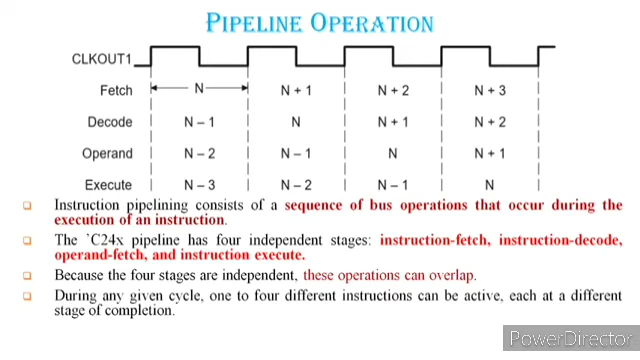 PIPELINE OPERATION
CLKOUT1
Fetch N N + 1 N + 2 N + 3
Decode N – 1 N N + 1 N + 2
Operand N – 2 N – 1 N N + 1
Execute N – 3 N – 2 N – 1 N
Instruction pipelining consists of a sequence of bus operations that occur during the
execution of an instruction.
The `C24x pipeline has four independent stages: instruction-fetch, instruction-decode,
operand-fetch, and instruction execute.
Because the four stages are independent, these operations can overlap.
During any given cycle, one to four different instructions can be active, each at a different
stage of completion.
PowerDirector